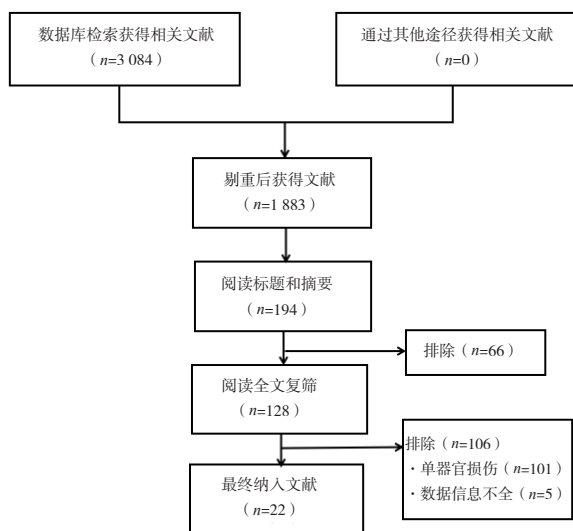 数据库检索获得相关文献
（n=3 084）
通过其他途径获得相关文献
（n=0）
剔重后获得文献
（n=1 883）
阅读标题和摘要
（n=194）
排除（n=66）
阅读全文复筛
（n=128）
排除（n=106）
·单器官损伤（n=101）
·数据信息不全（n=5）
最终纳入文献
（n=22）